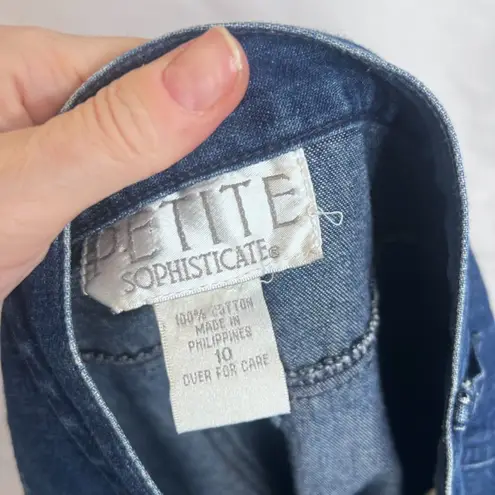 PETITE
SOPHISTICATE®
100% COTTON
MADE IN
PHILIPPINES
10
OVER FOR CARE